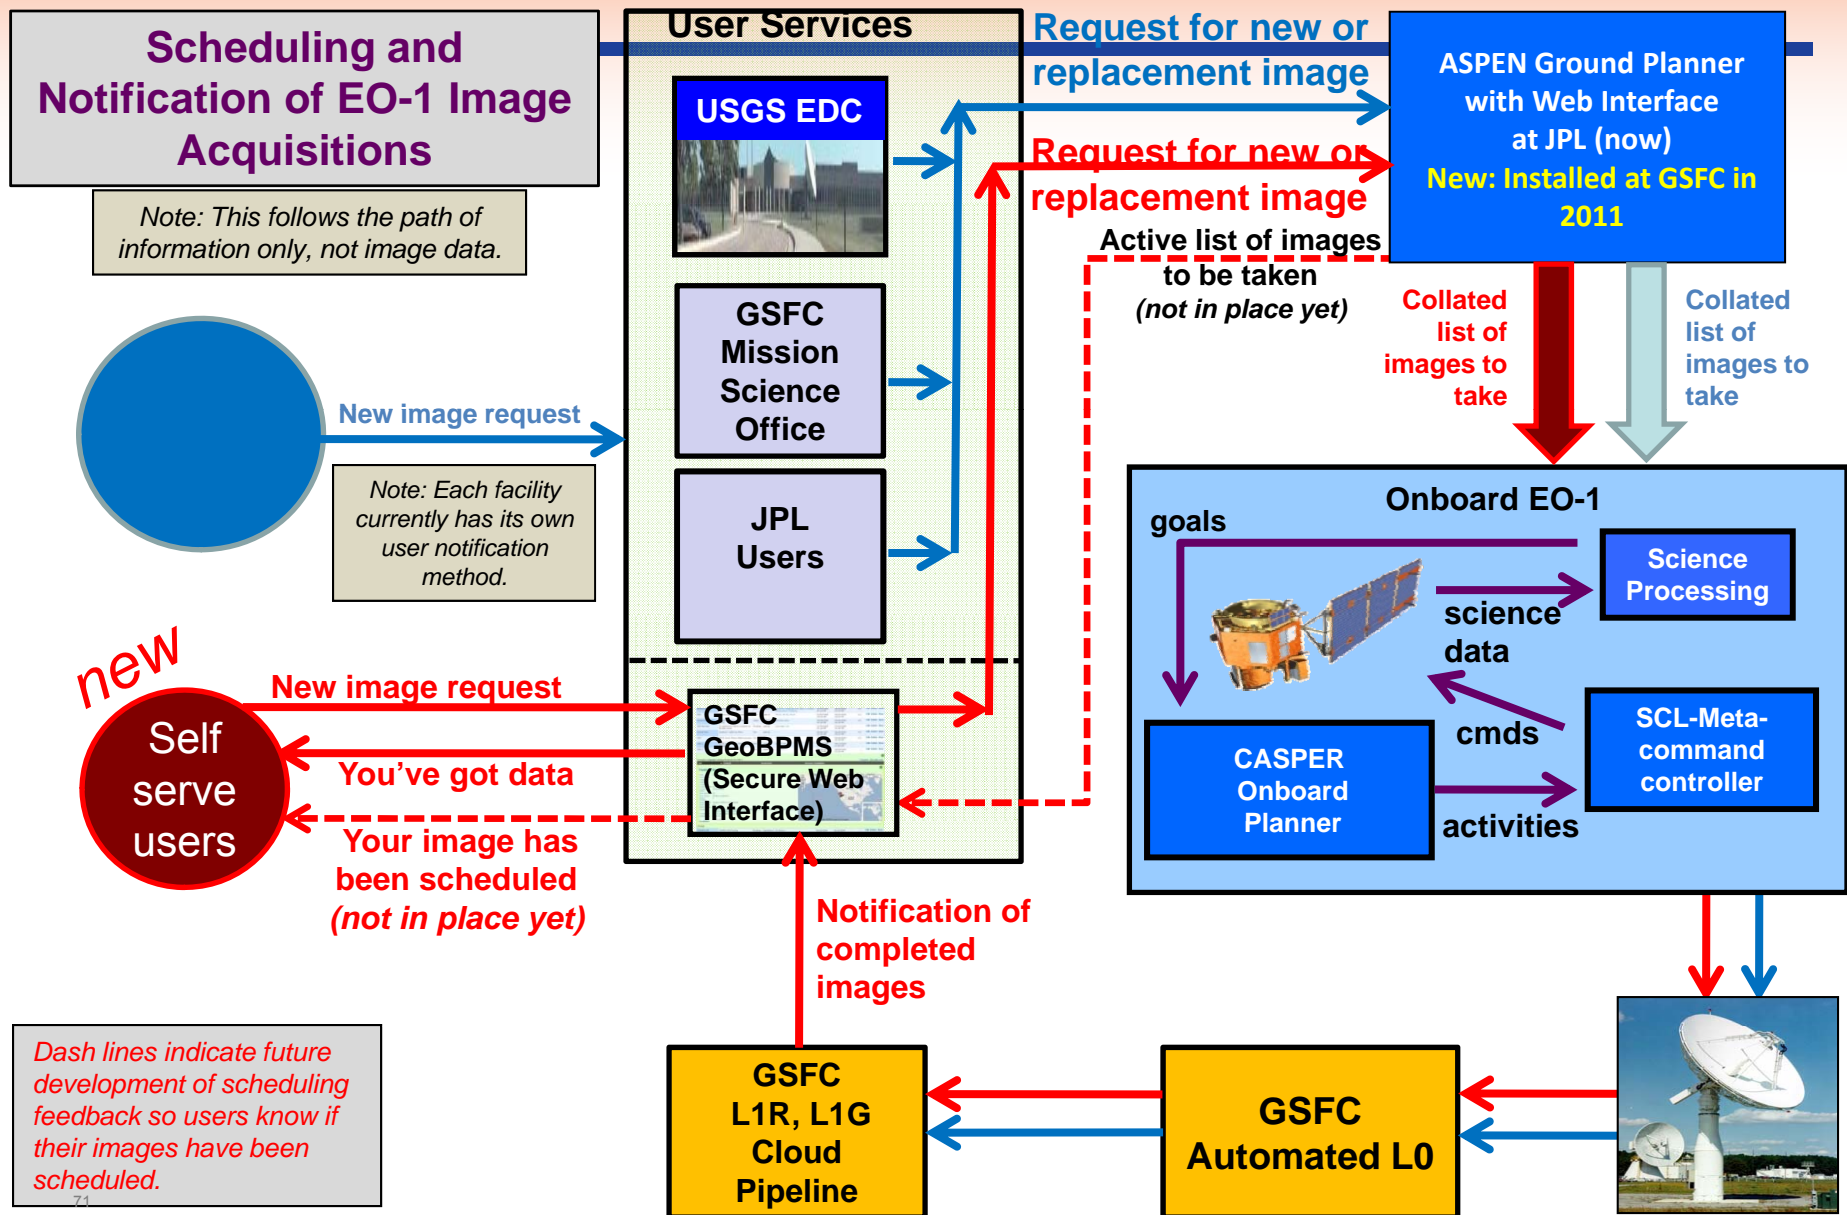 Scheduling and
Notification of EO-1 Image
Acquisitions
Note: This follows the path of
information only, not image data.
User Services
USGS EDC
GSFC
Mission
Science
Office
JPL
Users
GSFC
GeoBPMS
(Secure Web
Interface)
Request for new or
replacement image
Request for new or
replacement image
Active list of images
to be taken
(not in place yet)
ASPEN Ground Planner
with Web Interface
at JPL (now)
New: Installed at GSFC in
2011
Collated
list of
images to
take
Collated
list of
images to
take
New image request
Note: Each facility
currently has its own
user notification
method.
new
Self
serve
users
New image request
You've got data
Your image has
been scheduled
(not in place yet)
Onboard EO-1
goals
Science
Processing
science
data
cmds
SCL-Meta-
command
controller
CASPER
Onboard
Planner
activities
Notification of
completed
images
GSFC
L1R, L1G
Cloud
Pipeline
GSFC
Automated L0
Dash lines indicate future
development of scheduling
feedback so users know if
their images have been
scheduled.
71